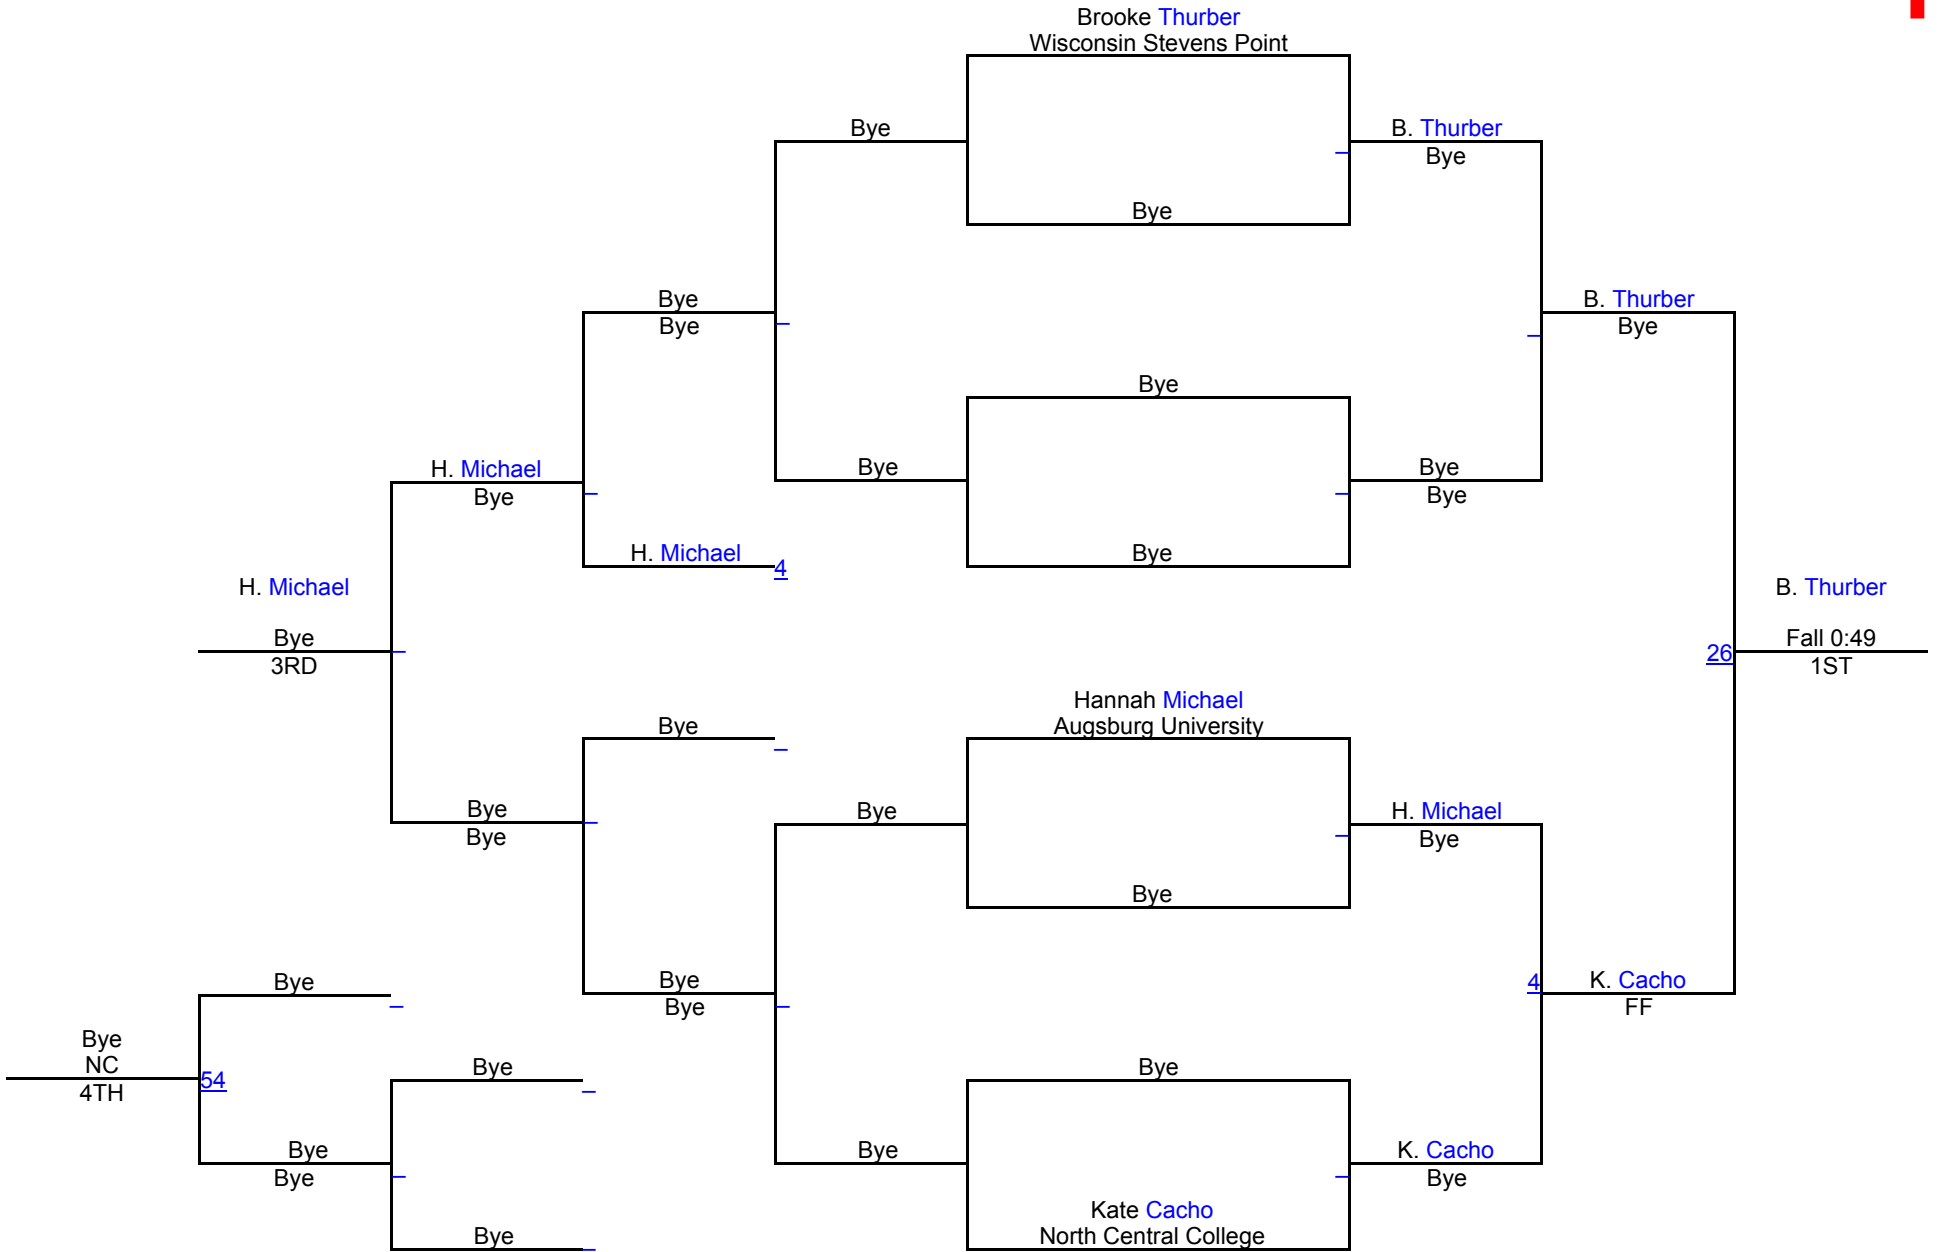 Brooke Thurber
Wisconsin Stevens Point
Bye
B. Thurber
Bye
Bye
Bye
Bye
B. Thurber
Bye
Bye
H. Michael
Bye
Bye
Bye
Bye
H. Michael
4
Bye
H. Michael
Bye
3RD
B. Thurber
26
Fall 0:49
1ST
Hannah Michael
Augsburg University
Bye
Bye
Bye
Bye
H. Michael
Bye
Bye
Bye
Bye
Bye
4
K. Cacho
FF
Bye
NC
54
4TH
Bye
Bye
Bye
Bye
Bye
K. Cacho
Bye
Kate Cacho
North Central College
Bye